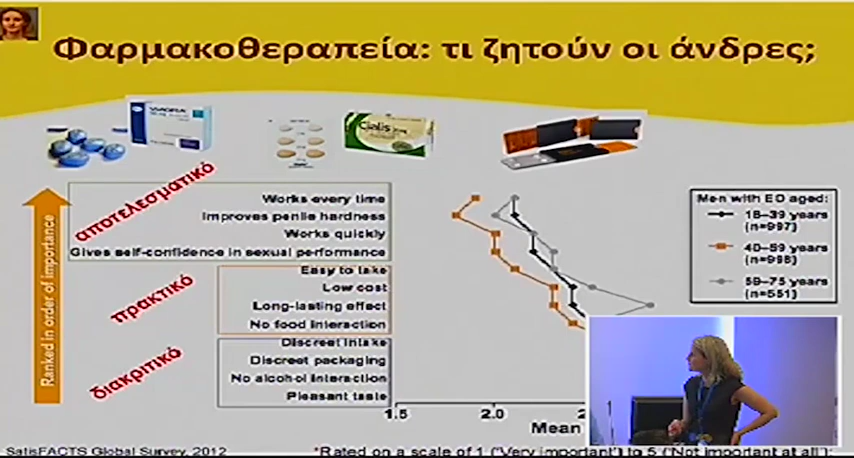 Φαρμακοθεραπεία: τι ζητούν οι άνδρες;
VIAGRA
Cialis
αποτελεσματικό
πρακτικό
διακριτικό
Ranked in order of importance
Works every time
Improves penile hardness
Works quickly
Gives self-confidence in sexual performance
Easy to take
Low cost
Long-lasting effect
No food interaction
Discreet intake
Discreet packaging
No alcohol interaction
Pleasant taste
Men with ED aged:
18–39 years
(n=997)
40–59 years
(n=998)
59–75 years
(n=551)
1.5
2.0
Mean
SatisFACTS Global Survey, 2012
*Rated on a scale of 1 ("Very important") to 5 ("Not important at all");